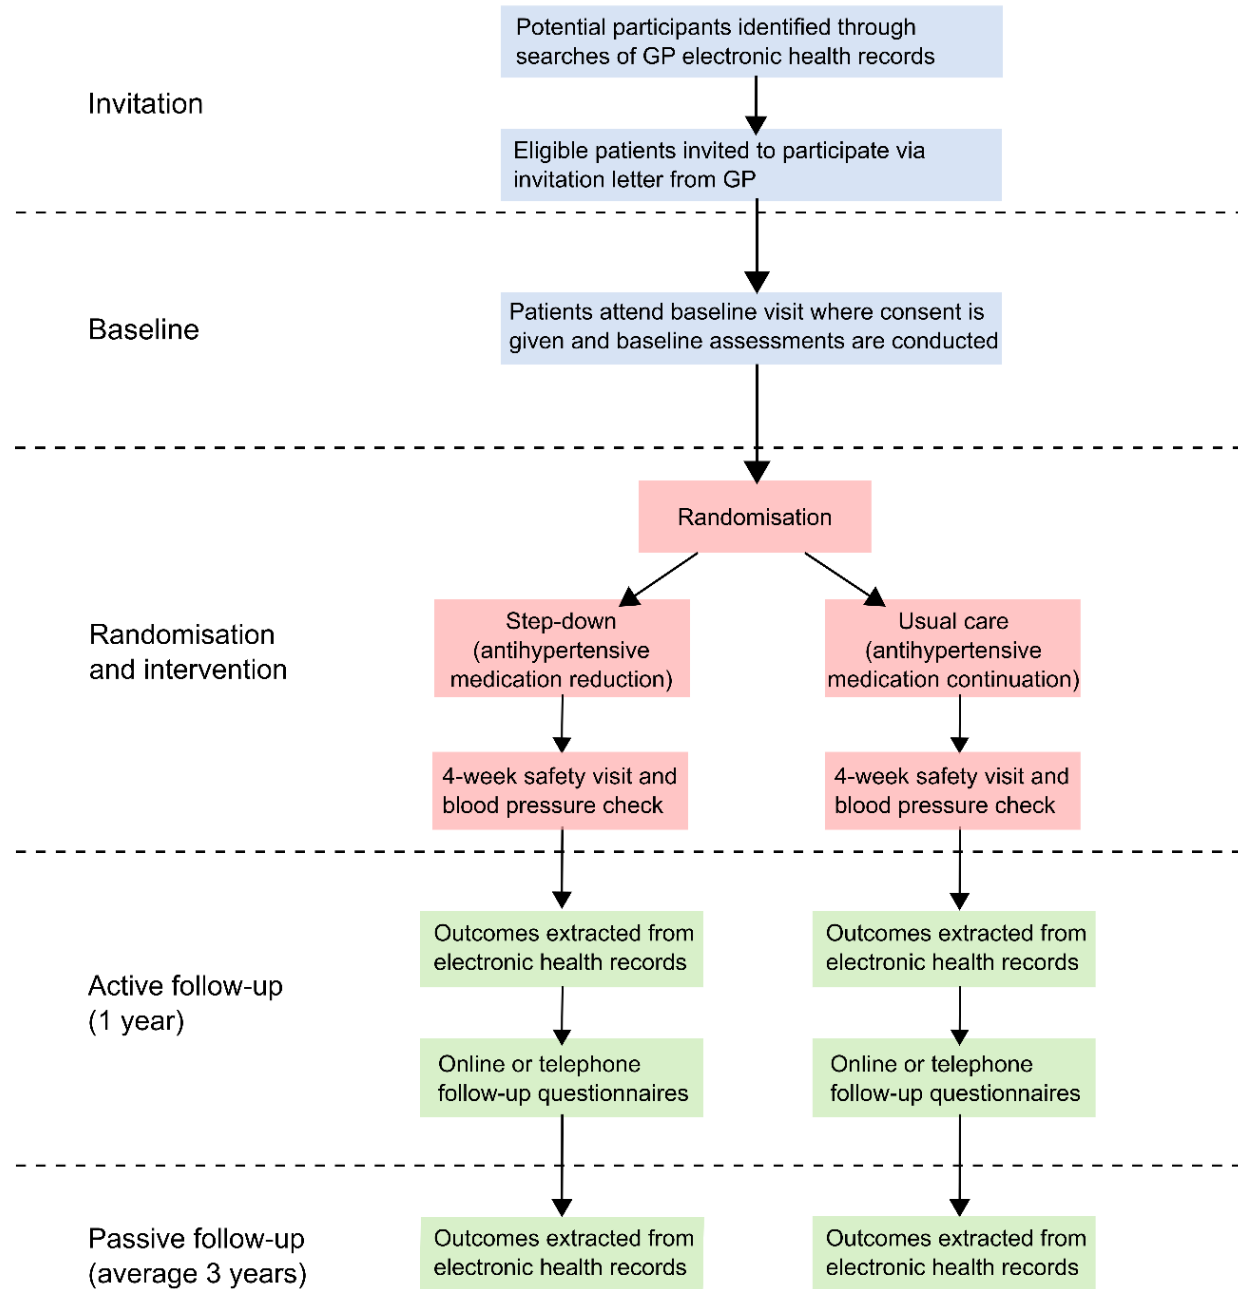 Potential participants identified through
searches of GP electronic health records
Invitation
Eligible patients invited to participate via
invitation letter from GP
Baseline
Patients attend baseline visit where consent is
given and baseline assessments are conducted
Randomisation
Randomisation
and intervention
Step-down
(antihypertensive
medication reduction)
Usual care
(antihypertensive
medication continuation)
4-week safety visit and
blood pressure check
4-week safety visit and
blood pressure check
Active follow-up
(1 year)
Outcomes extracted from
electronic health records
Outcomes extracted from
electronic health records
Online or telephone
follow-up questionnaires
Online or telephone
follow-up questionnaires
Passive follow-up
(average 3 years)
Outcomes extracted from
electronic health records
Outcomes extracted from
electronic health records